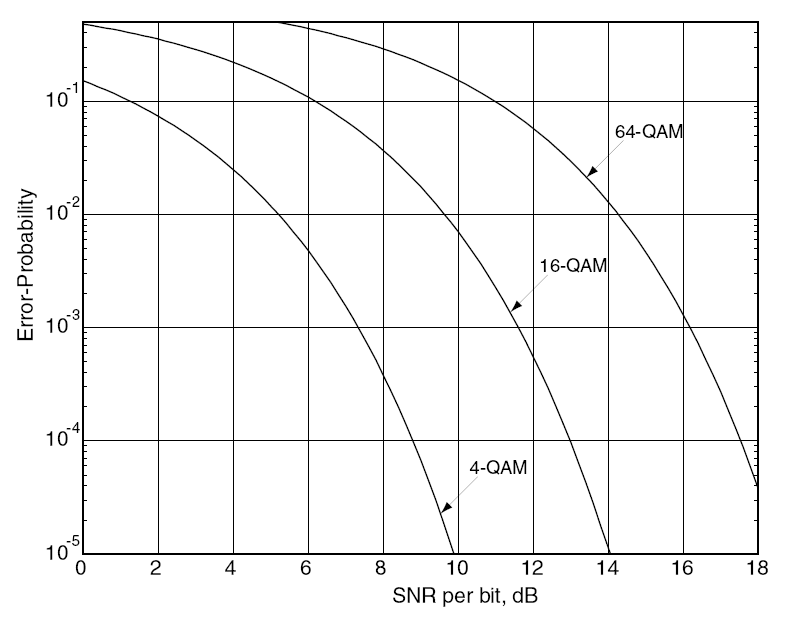 10-1
64-QAM
10-2
Error-Probability
16-QAM
10-3
10-4
4-QAM
10-5
0 2 4 6 8 10 12 14 16 18
SNR per bit, dB